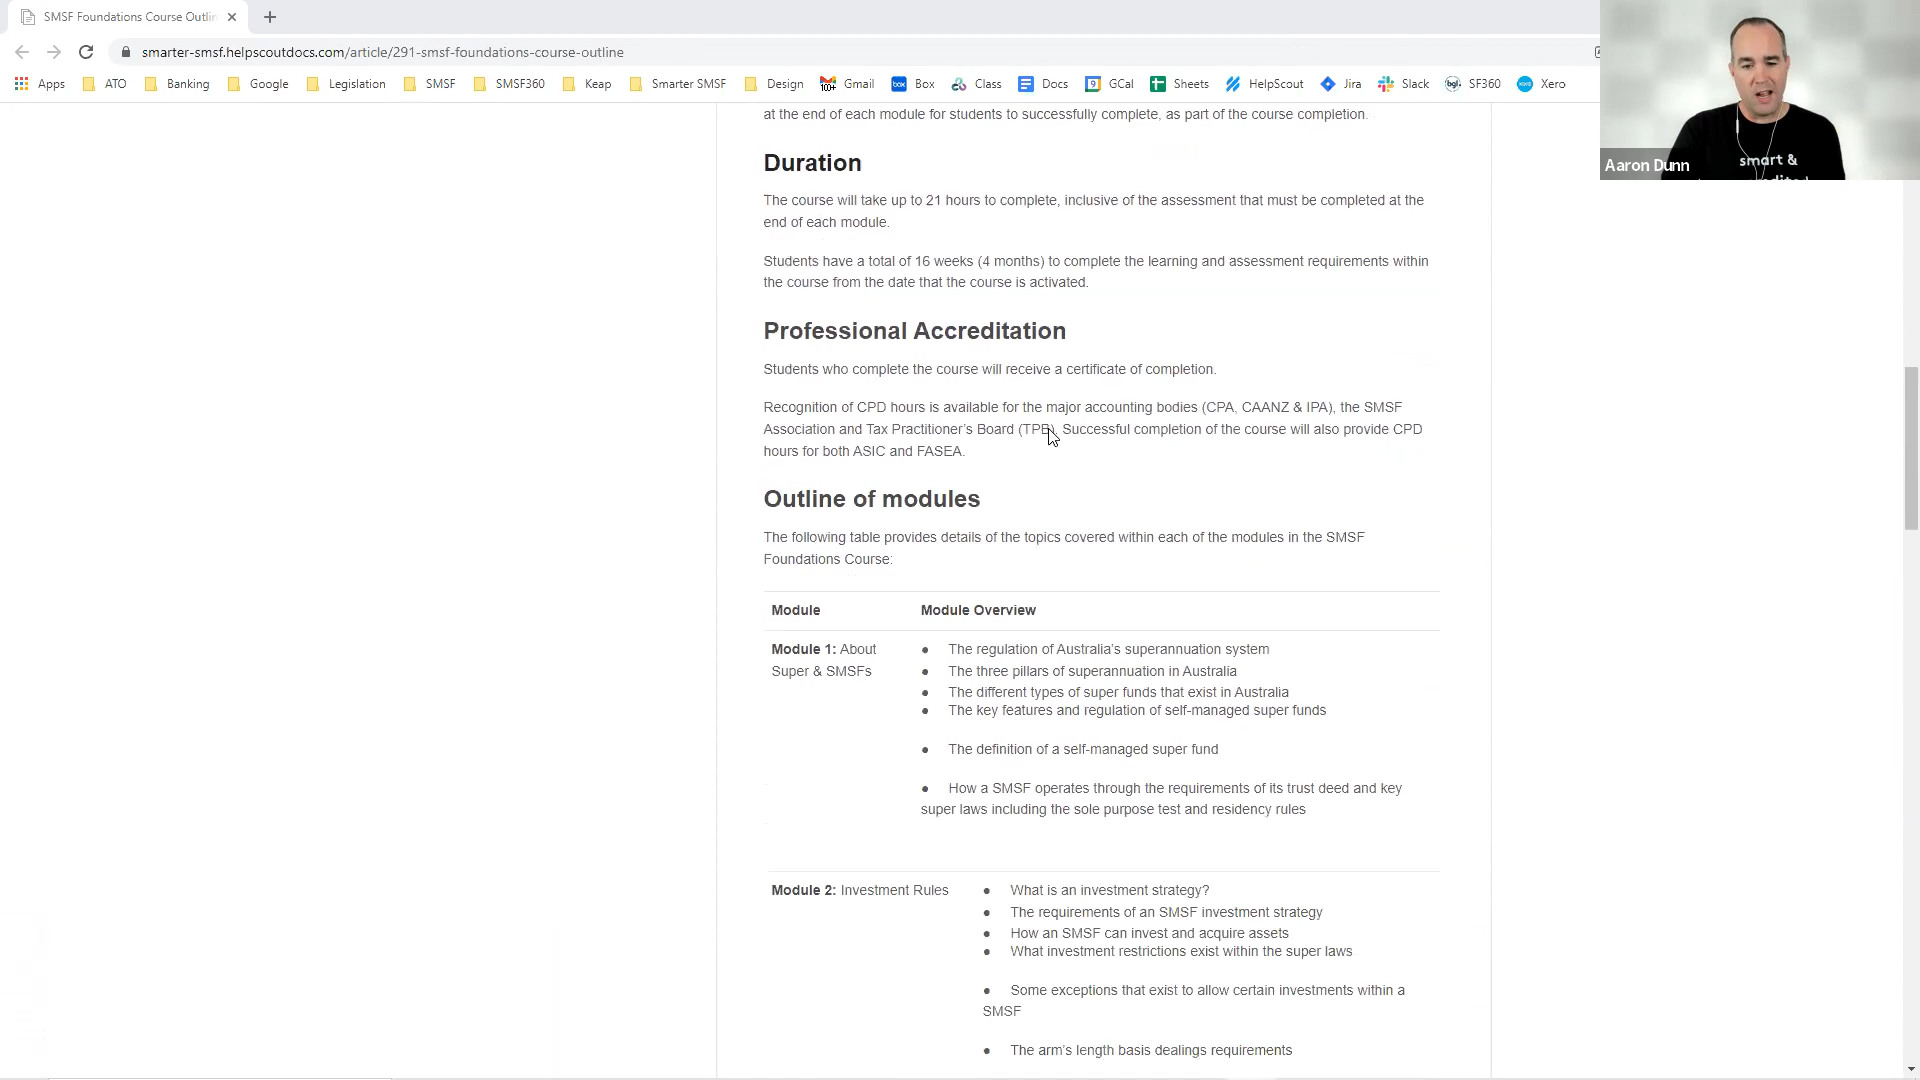 SMSF Foundations Course Outlin
smarter-smsf.helpscoutdocs.com/article/291-smsf-foundations-course-outline
Apps ATO Banking Google Legislation SMSF SMSF360 Keap Smarter SMSF Design Gmail Box Class Docs GCal Sheets HelpScout Jira Slack SF360 Xero
at the end of each module for students to successfully complete, as part of the course completion.
Duration
The course will take up to 21 hours to complete, inclusive of the assessment that must be completed at the
end of each module.
Students have a total of 16 weeks (4 months) to complete the learning and assessment requirements within
the course from the date that the course is activated.
Professional Accreditation
Students who complete the course will receive a certificate of completion.
Recognition of CPD hours is available for the major accounting bodies (CPA, CAANZ & IPA), the SMSF
Association and Tax Practitioner's Board (TPB). Successful completion of the course will also provide CPD
hours for both ASIC and FASEA.
Outline of modules
The following table provides details of the topics covered within each of the modules in the SMSF
Foundations Course:
Module Module Overview
Module 1: About
Super & SMSFs
● The regulation of Australia's superannuation system
● The three pillars of superannuation in Australia
● The different types of super funds that exist in Australia
● The key features and regulation of self-managed super funds
● The definition of a self-managed super fund
● How a SMSF operates through the requirements of its trust deed and key
super laws including the sole purpose test and residency rules
Module 2: Investment Rules
● What is an investment strategy?
● The requirements of an SMSF investment strategy
● How an SMSF can invest and acquire assets
● What investment restrictions exist within the super laws
● Some exceptions that exist to allow certain investments within a
SMSF
● The arm's length basis dealings requirements
Aaron Dunn
smart &